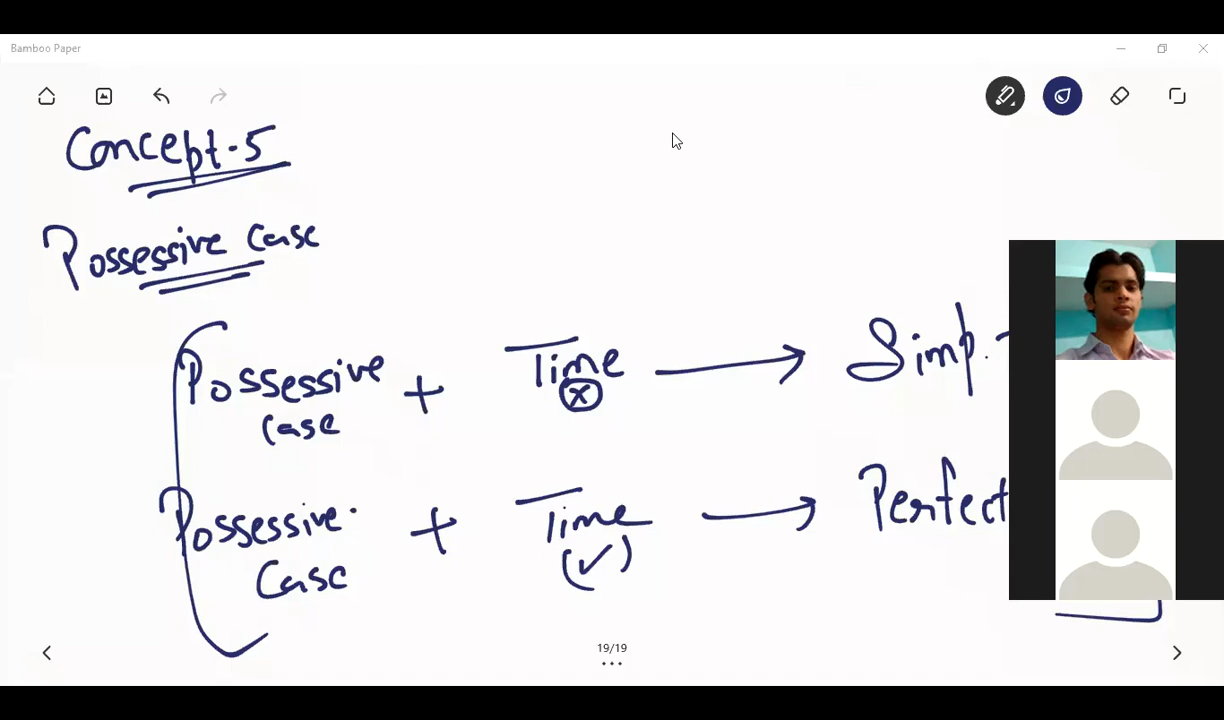 Bamboo Paper
Concept-5
Possessive case
Possessive case + Time (x) → Simp.
Possessive Case + Time (✓) → Perfect
19/19